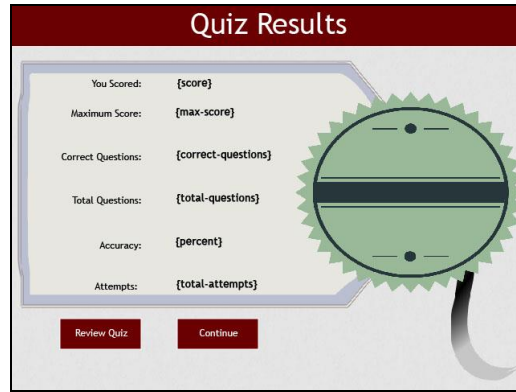 Quiz Results
You Scored: {score}
Maximum Score: {max-score}
Correct Questions: {correct-questions}
Total Questions: {total-questions}
Accuracy: {percent}
Attempts: {total-attempts}
Review Quiz Continue